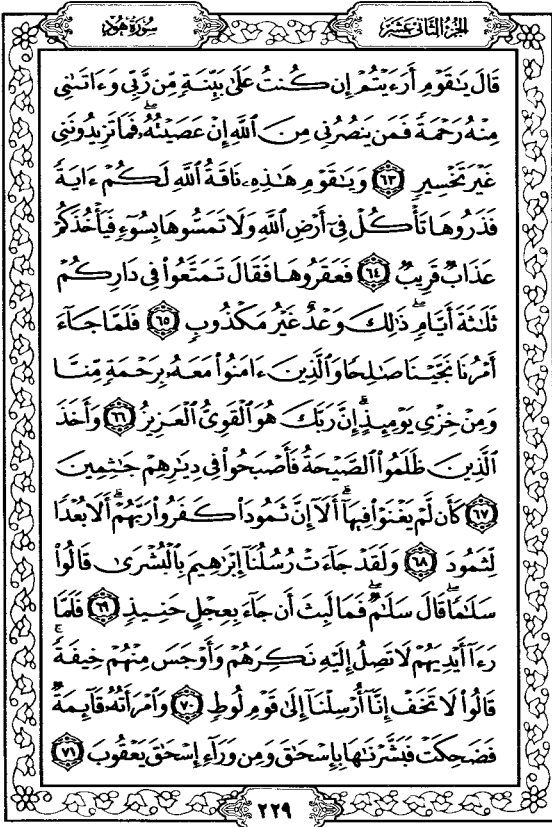 سُورَةُ هُودٍ
الجُزءُ الثَّانِي عَشَر
قَالَ يَٰقَوْمِ أَرَءَيْتُمْ إِن كُنتُ عَلَىٰ بَيِّنَةٍ مِّن رَّبِّى وَءَاتَىٰنِى
مِنْهُ رَحْمَةً فَمَن يَنصُرُنِى مِنَ ٱللَّهِ إِنْ عَصَيْتُهُۥۖ فَمَا تَزِيدُونَنِى
غَيْرَ تَخْسِيرٍ ﴿٦٣﴾ وَيَٰقَوْمِ هَٰذِهِۦ نَاقَةُ ٱللَّهِ لَكُمْ ءَايَةً
فَذَرُوهَا تَأْكُلْ فِىٓ أَرْضِ ٱللَّهِ وَلَا تَمَسُّوهَا بِسُوٓءٍ فَيَأْخُذَكُمْ
عَذَابٌ قَرِيبٌ ﴿٦٤﴾ فَعَقَرُوهَا فَقَالَ تَمَتَّعُوا۟ فِى دَارِكُمْ
ثَلَٰثَةَ أَيَّامٍۖ ذَٰلِكَ وَعْدٌ غَيْرُ مَكْذُوبٍ ﴿٦٥﴾ فَلَمَّا جَآءَ
أَمْرُنَا نَجَّيْنَا صَٰلِحًا وَٱلَّذِينَ ءَامَنُوا۟ مَعَهُۥ بِرَحْمَةٍ مِّنَّا
وَمِنْ خِزْىِ يَوْمِئِذٍۗ إِنَّ رَبَّكَ هُوَ ٱلْقَوِىُّ ٱلْعَزِيزُ ﴿٦٦﴾ وَأَخَذَ
ٱلَّذِينَ ظَلَمُوا۟ ٱلصَّيْحَةُ فَأَصْبَحُوا۟ فِى دِيَٰرِهِمْ جَٰثِمِينَ
﴿٦٧﴾ كَأَن لَّمْ يَغْنَوْا۟ فِيهَآۗ أَلَآ إِنَّ ثَمُودَا۟ كَفَرُوا۟ رَبَّهُمْۗ أَلَا بُعْدًا
لِّثَمُودَ ﴿٦٨﴾ وَلَقَدْ جَآءَتْ رُسُلُنَآ إِبْرَٰهِيمَ بِٱلْبُشْرَىٰ قَالُوا۟
سَلَٰمًاۖ قَالَ سَلَٰمٌۖ فَمَا لَبِثَ أَن جَآءَ بِعِجْلٍ حَنِيذٍ ﴿٦٩﴾ فَلَمَّا
رَءَآ أَيْدِيَهُمْ لَا تَصِلُ إِلَيْهِ نَكِرَهُمْ وَأَوْجَسَ مِنْهُمْ خِيفَةًۚ
قَالُوا۟ لَا تَخَفْ إِنَّآ أُرْسِلْنَآ إِلَىٰ قَوْمِ لُوطٍ ﴿٧٠﴾ وَٱمْرَأَتُهُۥ قَآئِمَةٌ
فَضَحِكَتْ فَبَشَّرْنَٰهَا بِإِسْحَٰقَ وَمِن وَرَآءِ إِسْحَٰقَ يَعْقُوبَ ﴿٧١﴾
٢٢٩